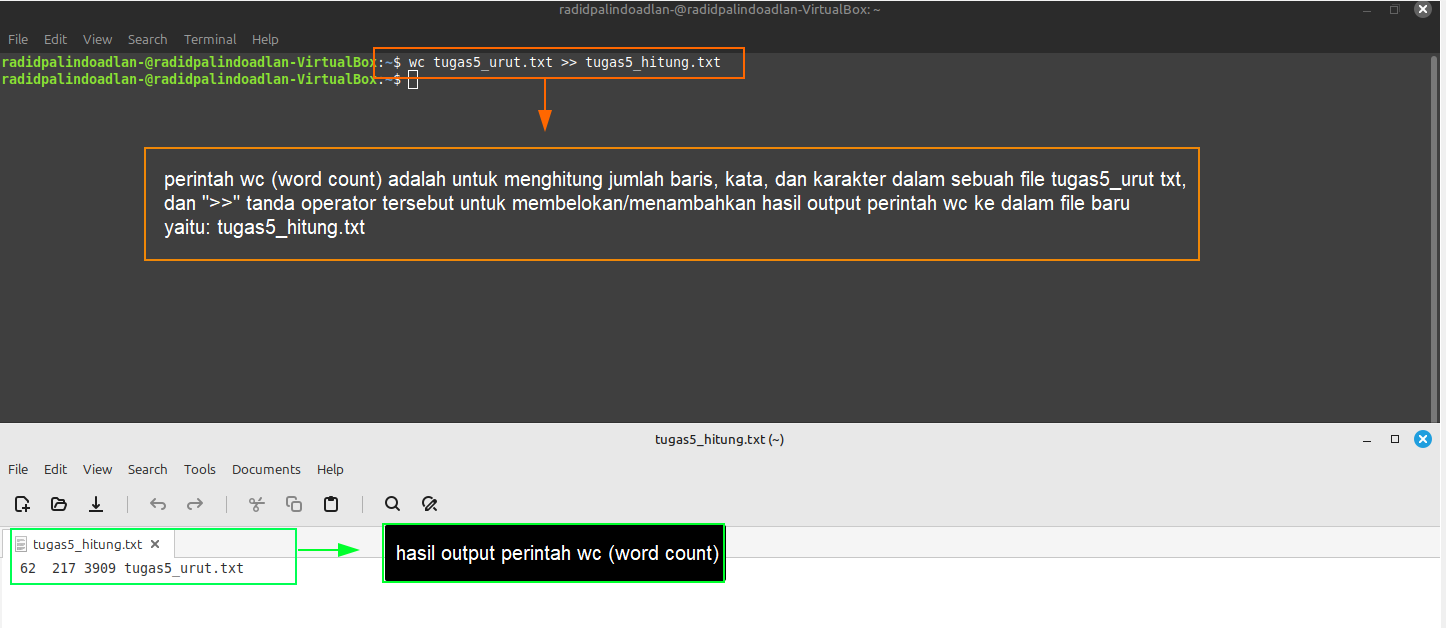 radidpalindoadlan-@radidpalindoadlan-VirtualBox: ~
File Edit View Search Terminal Help
radidpalindoadlan-@radidpalindoadlan-VirtualBox:~$ wc tugas5_urut.txt >> tugas5_hitung.txt
radidpalindoadlan-@radidpalindoadlan-VirtualBox:~$
perintah wc (word count) adalah untuk menghitung jumlah baris, kata, dan karakter dalam sebuah file tugas5_urut txt,
dan ">>" tanda operator tersebut untuk membelokan/menambahkan hasil output perintah wc ke dalam file baru
yaitu: tugas5_hitung.txt
tugas5_hitung.txt (~)
File Edit View Search Tools Documents Help
tugas5_hitung.txt
62 217 3909 tugas5_urut.txt
hasil output perintah wc (word count)